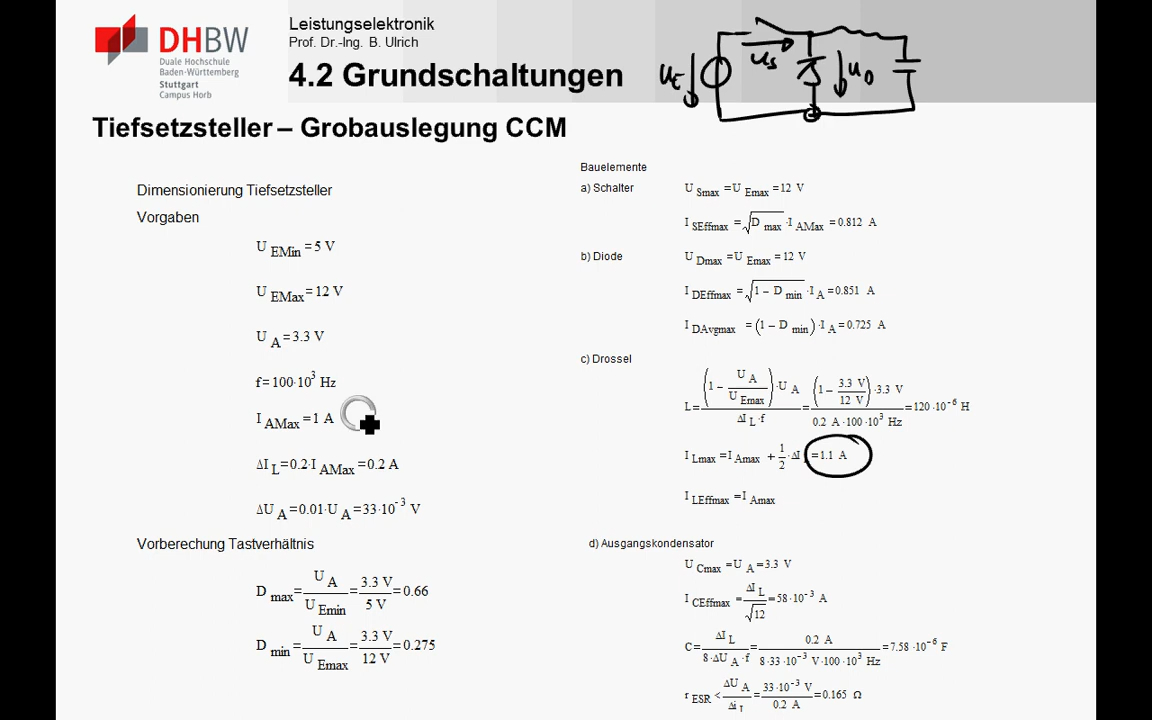 DHBW
Duale Hochschule
Baden-Württemberg
Stuttgart
Campus Horb
Leistungselektronik
Prof. Dr.-Ing. B. Ulrich
4.2 Grundschaltungen
u_E
u_S
u_D
Tiefsetzsteller – Grobauslegung CCM
Dimensionierung Tiefsetzsteller
Vorgaben
U EMin = 5 V
U EMax = 12 V
U A = 3.3 V
f = 100·10³ Hz
I AMax = 1 A
ΔI L = 0.2·I AMax = 0.2 A
ΔU A = 0.01·U A = 33·10⁻³ V
Vorberechung Tastverhältnis
D max = U A / U Emin = 3.3 V / 5 V = 0.66
D min = U A / U Emax = 3.3 V / 12 V = 0.275
Bauelemente
a) Schalter U Smax = U Emax = 12 V
I SEffmax = √D max · I AMax = 0.812 A
b) Diode U Dmax = U Emax = 12 V
I DEffmax = √(1 − D min) · I A = 0.851 A
I DAvgmax = (1 − D min) · I A = 0.725 A
c) Drossel
L = (1 − U A / U Emax) · U A / ΔI L · f = (1 − 3.3 V / 12 V) · 3.3 V / 0.2 A · 100·10³ Hz = 120·10⁻⁶ H
I Lmax = I Amax + 1/2 · ΔI = 1.1 A
I LEffmax = I Amax
d) Ausgangskondensator
U Cmax = U A = 3.3 V
I CEffmax = ΔI L / √12 = 58·10⁻³ A
C = ΔI L / 8·ΔU A·f = 0.2 A / 8·33·10⁻³ V·100·10³ Hz = 7.58·10⁻⁶ F
r ESR < ΔU A / Δi L = 33·10⁻³ V / 0.2 A = 0.165 Ω